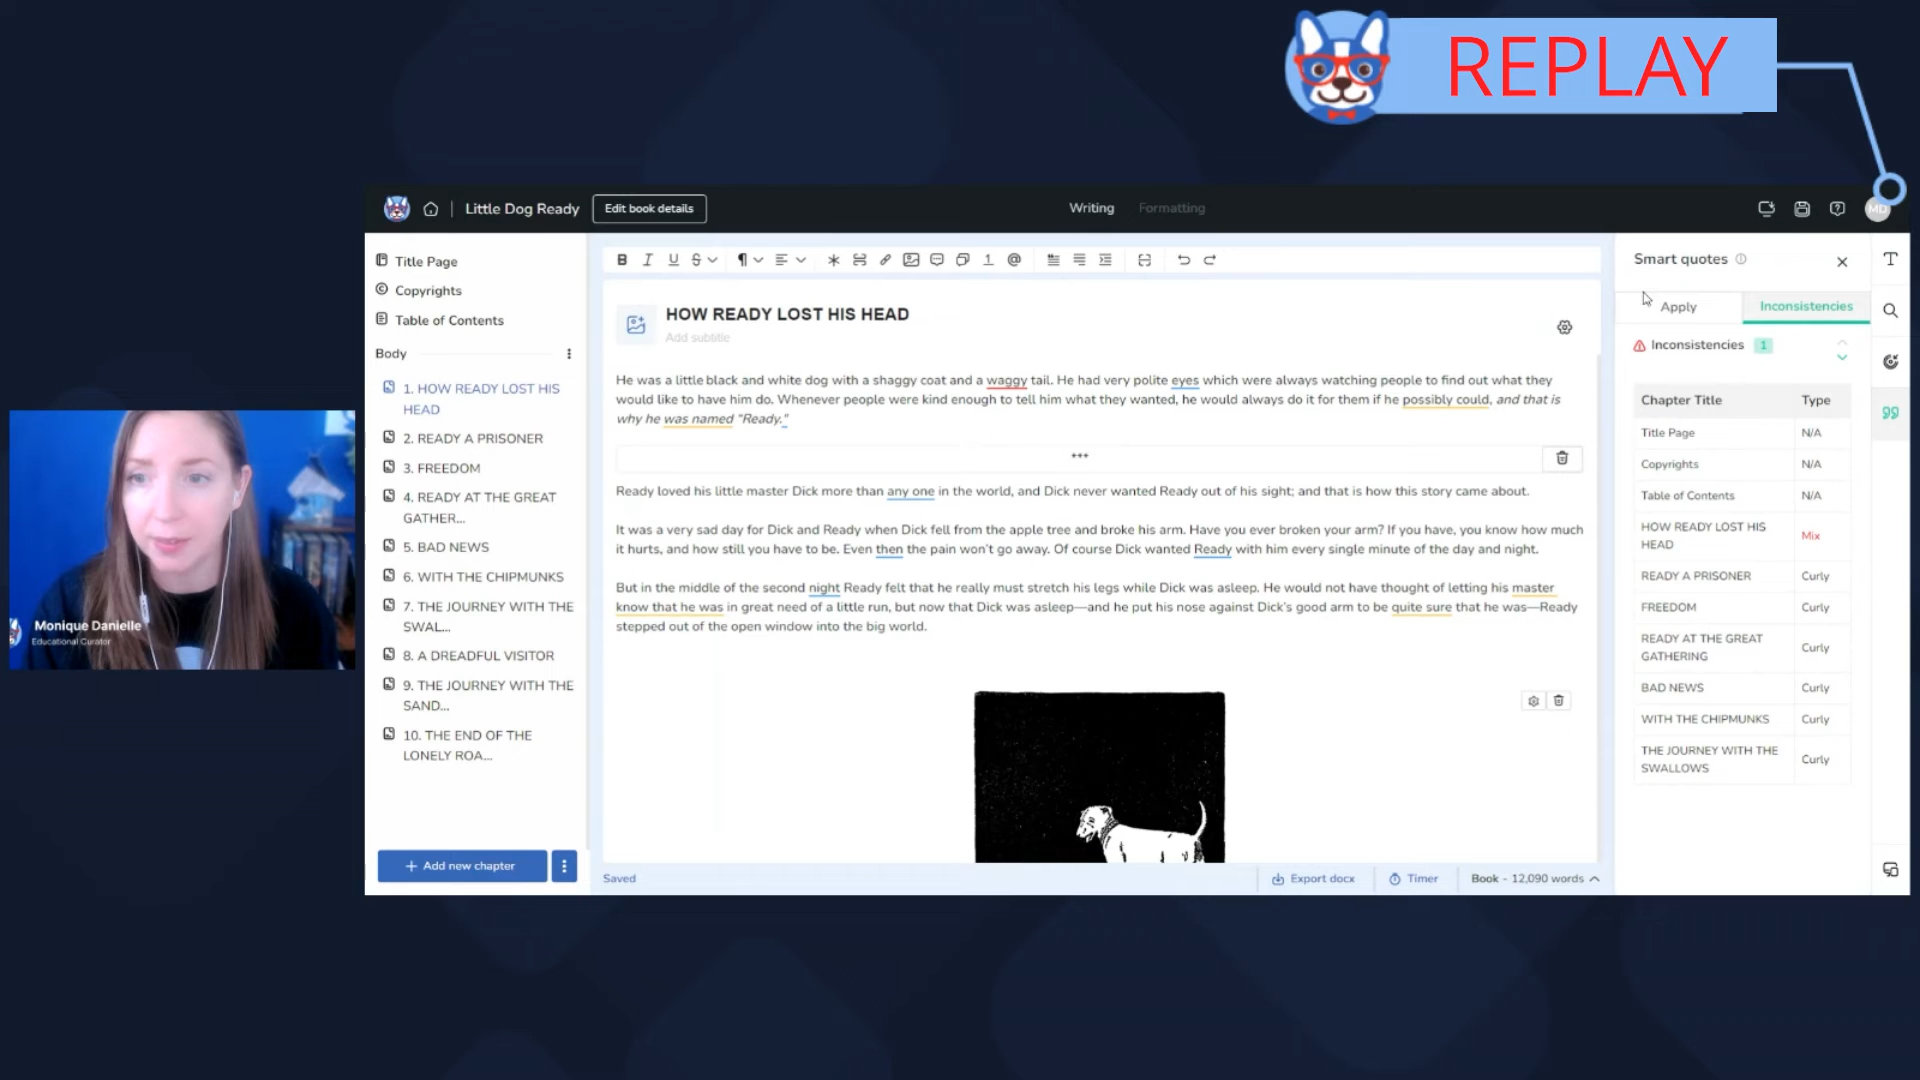 REPLAY
Little Dog Ready
Edit book details
Writing
Formatting
MD
Title Page
Copyrights
Table of Contents
Body
1. HOW READY LOST HIS
HEAD
2. READY A PRISONER
3. FREEDOM
4. READY AT THE GREAT
GATHER...
5. BAD NEWS
6. WITH THE CHIPMUNKS
7. THE JOURNEY WITH THE
SWAL...
8. A DREADFUL VISITOR
9. THE JOURNEY WITH THE
SAND...
10. THE END OF THE
LONELY ROA...
+ Add new chapter
HOW READY LOST HIS HEAD
Add subtitle
He was a little black and white dog with a shaggy coat and a waggy tail. He had very polite eyes which were always watching people to find out what they
would like to have him do. Whenever people were kind enough to tell him what they wanted, he would always do it for them if he possibly could, and that is
why he was named “Ready."
***
Ready loved his little master Dick more than any one in the world, and Dick never wanted Ready out of his sight; and that is how this story came about.
It was a very sad day for Dick and Ready when Dick fell from the apple tree and broke his arm. Have you ever broken your arm? If you have, you know how much
it hurts, and how still you have to be. Even then the pain won’t go away. Of course Dick wanted Ready with him every single minute of the day and night.
But in the middle of the second night Ready felt that he really must stretch his legs while Dick was asleep. He would not have thought of letting his master
know that he was in great need of a little run, but now that Dick was asleep—and he put his nose against Dick’s good arm to be quite sure that he was—Ready
stepped out of the open window into the big world.
Saved
Export docx
Timer
Book - 12,090 words
Smart quotes
Apply
Inconsistencies
Inconsistencies 1
Chapter Title Type
Title Page N/A
Copyrights N/A
Table of Contents N/A
HOW READY LOST HIS
HEAD Mix
READY A PRISONER Curly
FREEDOM Curly
READY AT THE GREAT
GATHERING Curly
BAD NEWS Curly
WITH THE CHIPMUNKS Curly
THE JOURNEY WITH THE
SWALLOWS Curly
Monique Danielle
Educational Curator